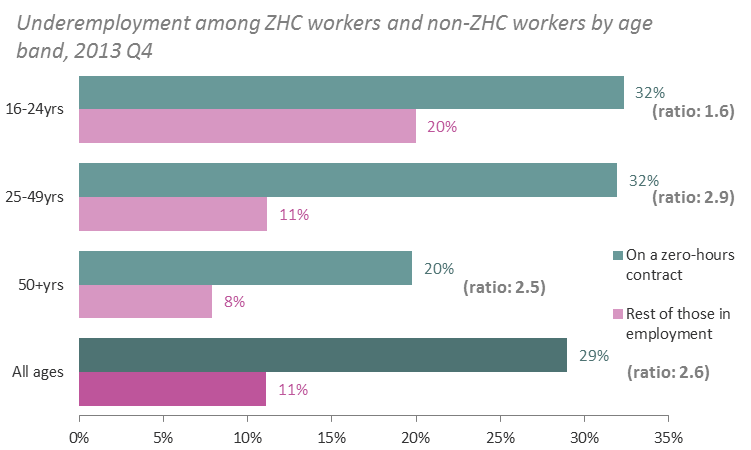 Underemployment among ZHC workers and non-ZHC workers by age
band, 2013 Q4
16-24yrs
32%
(ratio: 1.6)
20%
25-49yrs
32%
(ratio: 2.9)
11%
50+yrs
20%
(ratio: 2.5)
8%
On a zero-hours
contract
Rest of those in
employment
All ages
29%
(ratio: 2.6)
11%
0%
5%
10%
15%
20%
25%
30%
35%